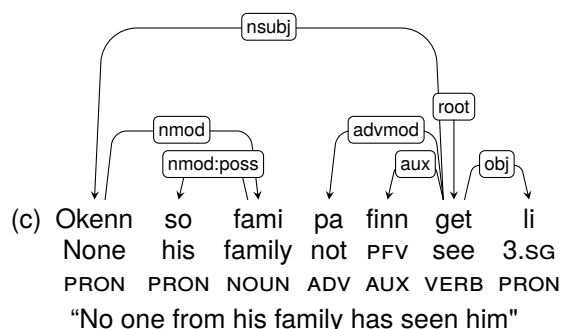 nsubj
root
nmod advmod
nmod:poss aux obj
(c) Okenn so fami pa finn get li
None his family not PFV see 3.SG
PRON PRON NOUN ADV AUX VERB PRON
“No one from his family has seen him"